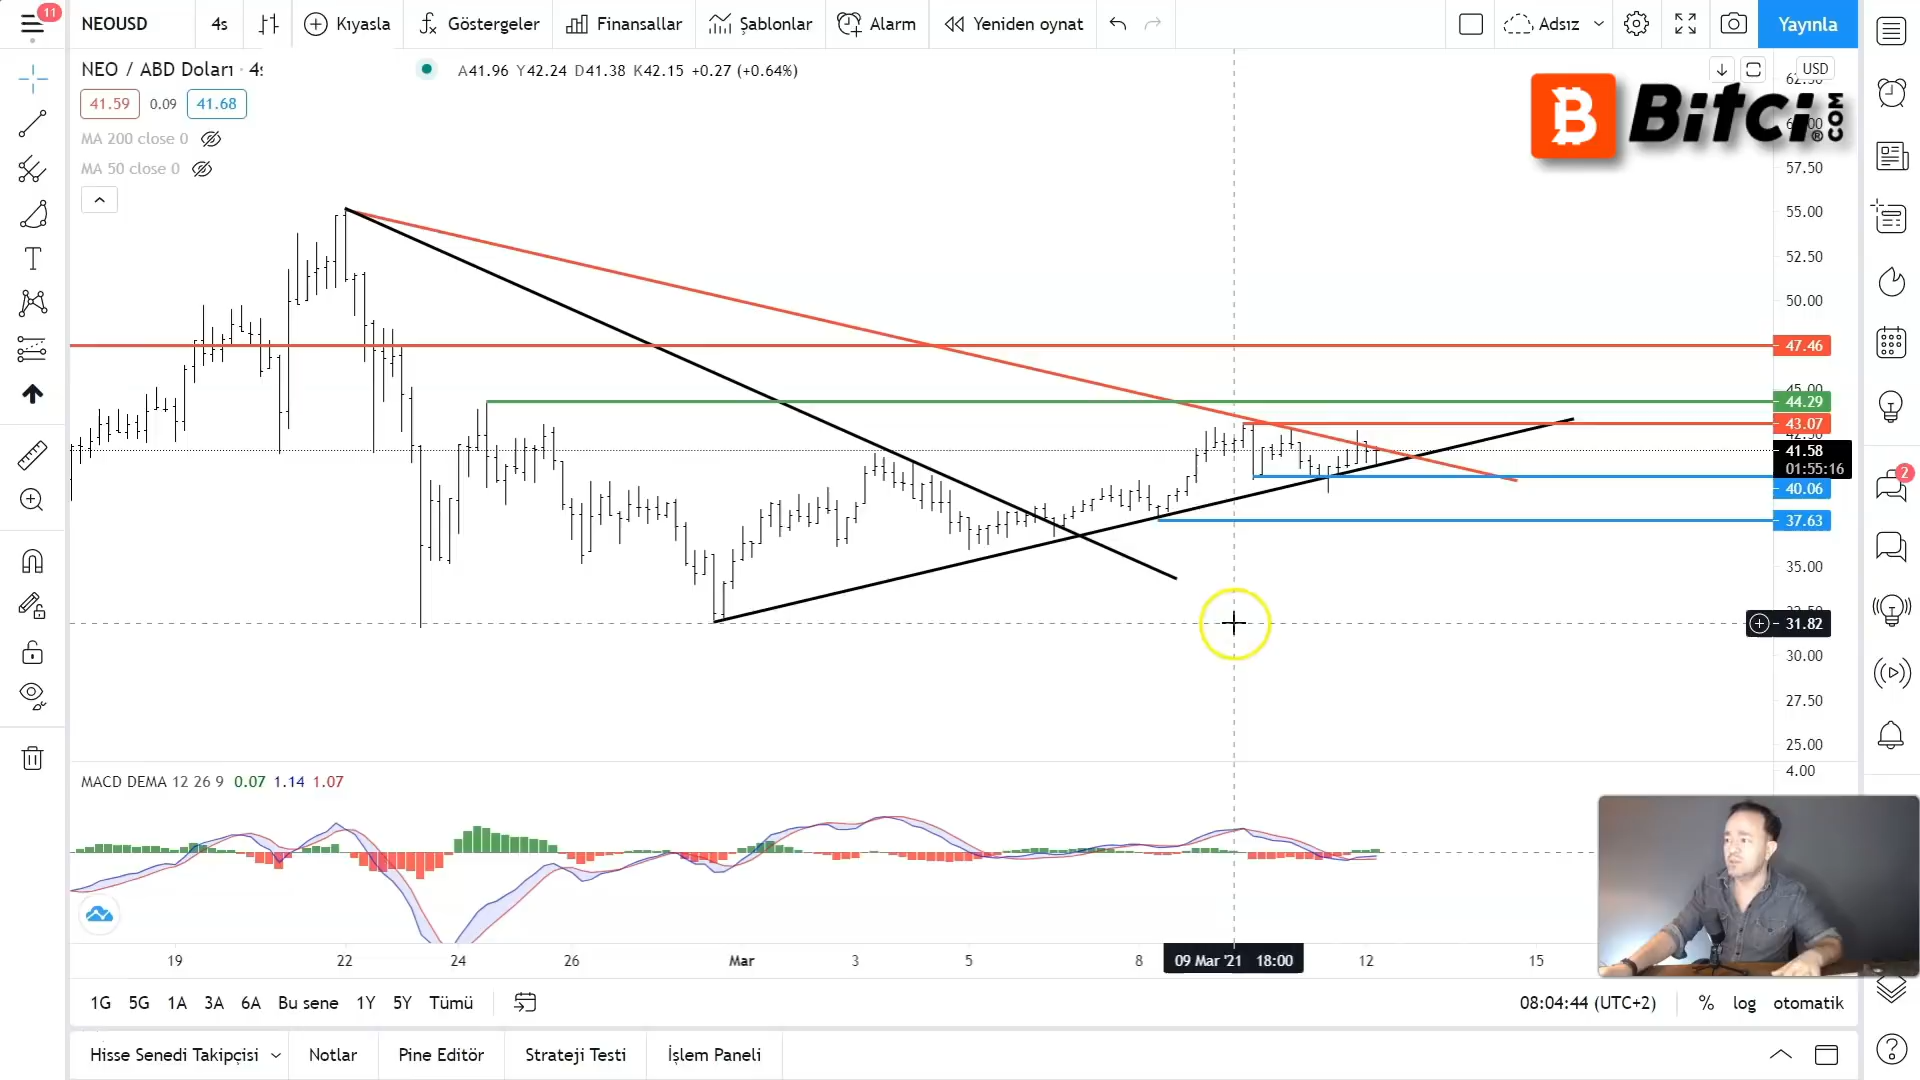 11
NEOUSD
4s
Kıyasla
Göstergeler
Finansallar
Şablonlar
Alarm
Yeniden oynat
Adsız
Yayınla
NEO / ABD Doları · 4s
A41.96 Y42.24 D41.38 K42.15 +0.27 (+0.64%)
USD
41.59 0.09 41.68
MA 200 close 0
MA 50 close 0
Bitci.COM
57.50
55.00
52.50
50.00
47.46
45.00
44.29
43.07
41.58
01:55:16
40.06
37.63
35.00
31.82
30.00
27.50
25.00
2
MACD DEMA 12 26 9 0.07 1.14 1.07
4.00
19 22 24 26 Mar 3 5 8 09 Mar '21 18:00 12 15
1G 5G 1A 3A 6A Bu sene 1Y 5Y Tümü
08:04:44 (UTC+2) % log otomatik
Hisse Senedi Takipçisi
Notlar
Pine Editör
Strateji Testi
İşlem Paneli